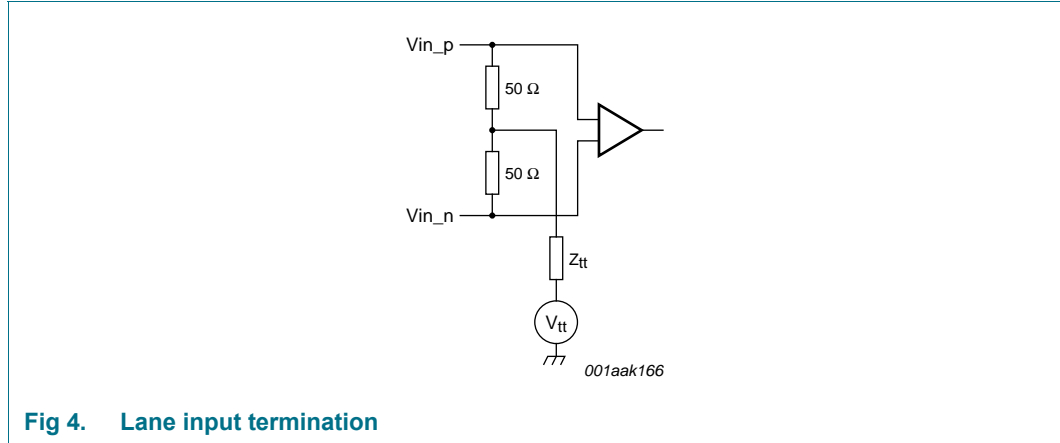 Vin_p
50 Ω
50 Ω
Vin_n
Ztt
Vtt
001aak166
Fig 4. Lane input termination